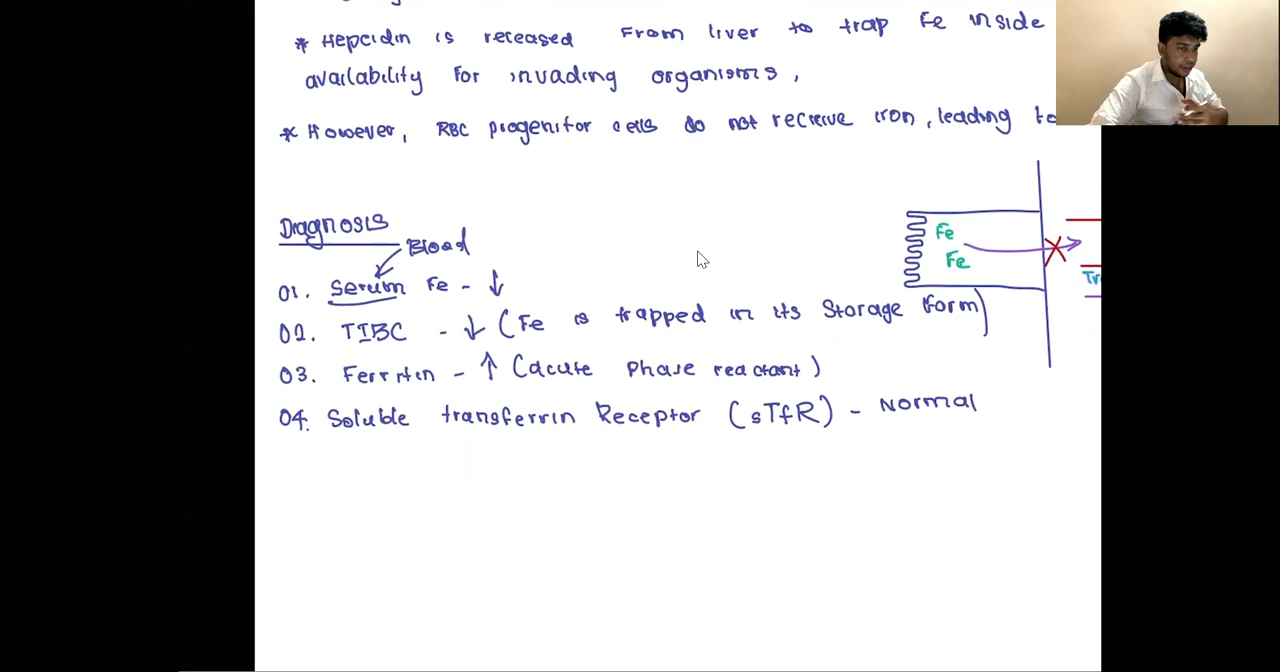 * Hepcidin is released From liver to trap Fe inside
availability for invading organisms,
* However, RBC progenitor cells do not recieve iron, leading to
Diagnosis
Blood
01. Serum Fe - ↓
Fe
Fe
Tr
02. TIBC - ↓ (Fe is trapped in its Storage form)
03. Ferritin - ↑ (acute phase reactant)
04. Soluble transferrin Receptor (sTfR) - Normal